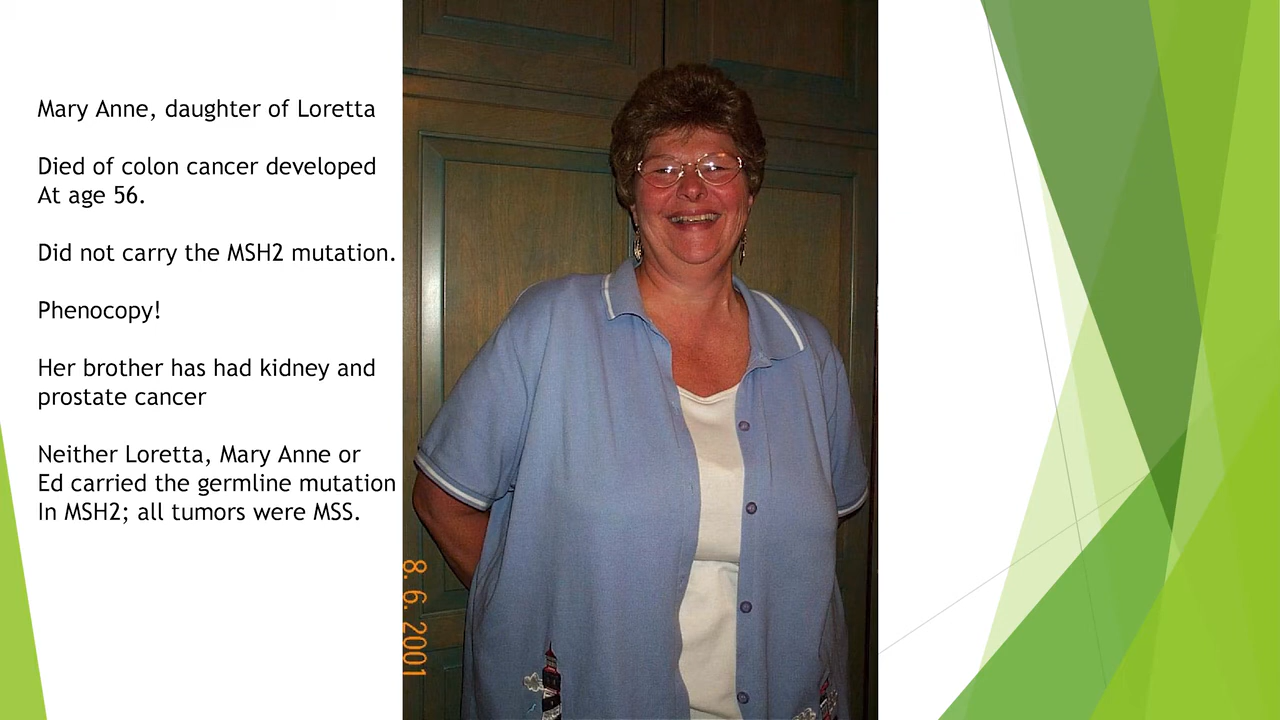 Mary Anne, daughter of Loretta
Died of colon cancer developed
At age 56.
Did not carry the MSH2 mutation.
Phenocopy!
Her brother has had kidney and
prostate cancer
Neither Loretta, Mary Anne or
Ed carried the germline mutation
In MSH2; all tumors were MSS.
8. 6. 2001